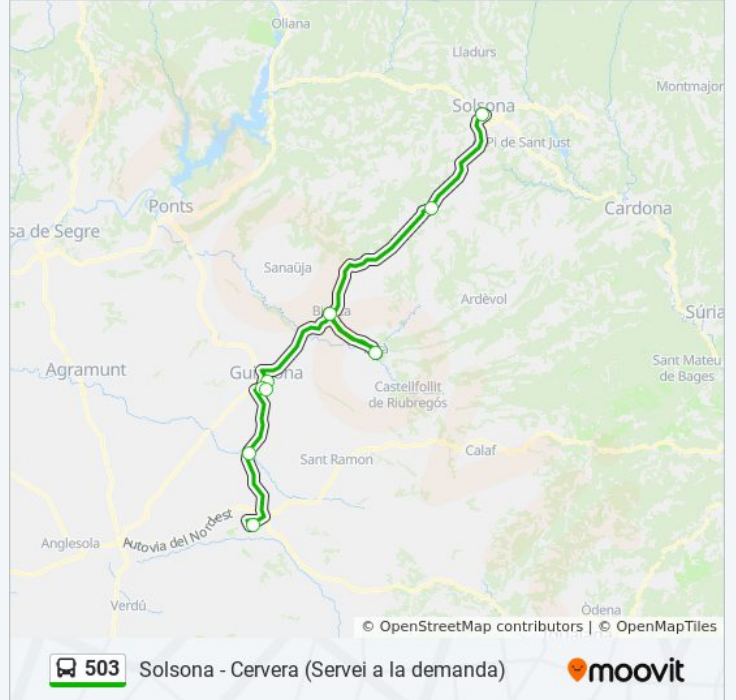 Oliana
Lladurs
Montmajor
Solsona
Pi de Sant Just
Ponts
Cardona
sa de Segre
Sanaüja
Ardèvol
Súria
Agramunt
Sant Mateu
de Bages
Castellfollit
de Riubregós
Calaf
Sant Ramon
Autovia del Nordest
Anglesola
Verdú
Òdena
© OpenStreetMap contributors | © OpenMapTiles
503 Solsona - Cervera (Servei a la demanda)
moovit